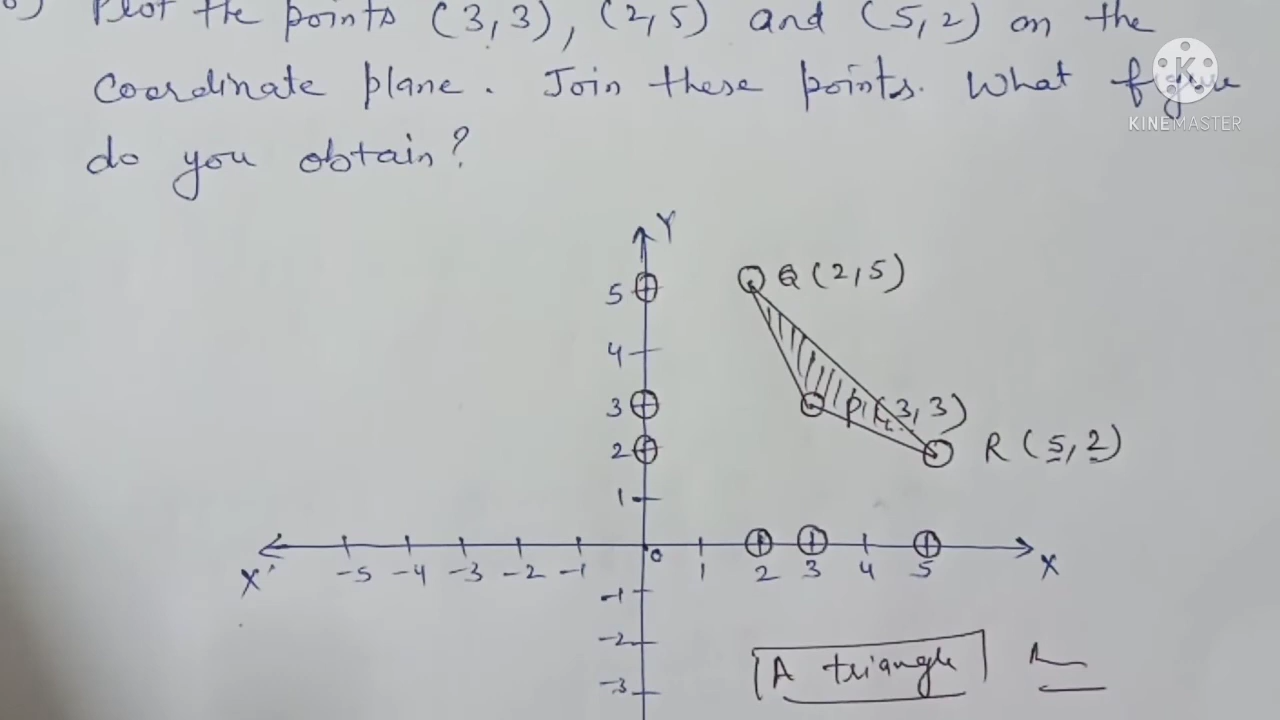 Plot the points (3,3), (2,5) and (5,2) on the
coordinate plane. Join these points. What figure
do you obtain?
K
KINEMASTER
Y
5
4
3
2
1
Q (2,5)
P (3,3)
R (5,2)
X' -5 -4 -3 -2 -1 0 1 2 3 4 5 X
-1
-2
-3
A triangle